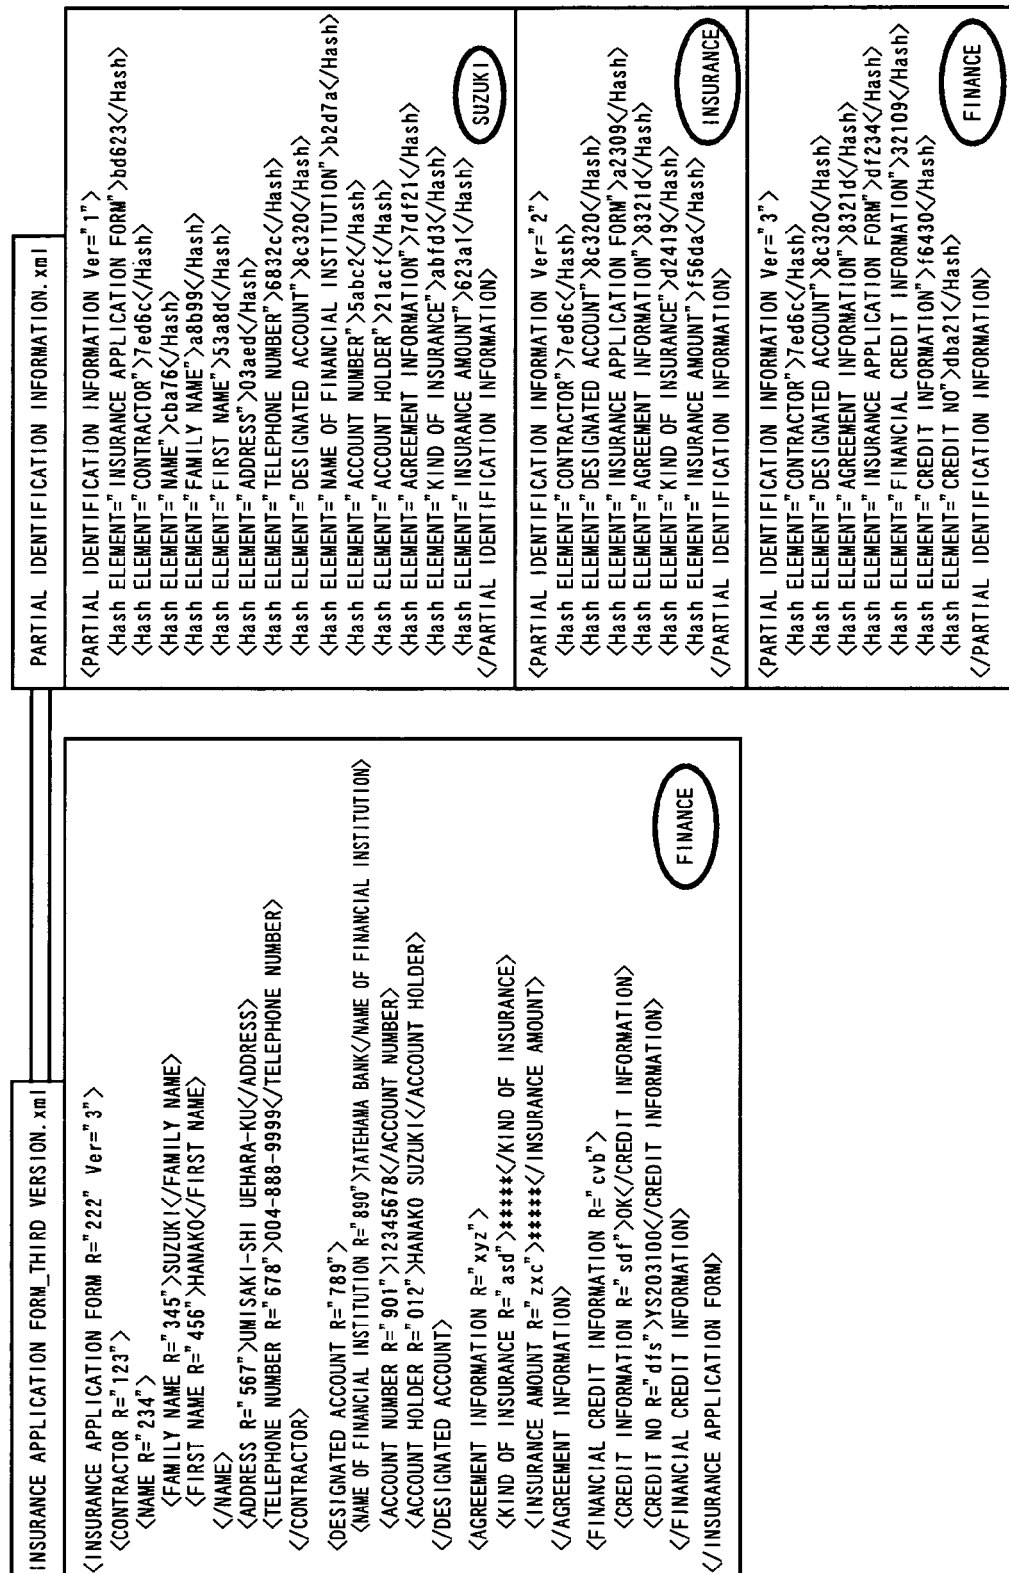 INSURANCE APPLICATION FORM_THIRD VERSION.xml
<INSURANCE APPLICATION FORM R="222" Ver="3">
<CONTRACTOR R="123">
<NAME R="234">
<FAMILY NAME R="345">SUZUKI</FAMILY NAME>
<FIRST NAME R="456">HANAKO</FIRST NAME>
</NAME>
<ADDRESS R="567">UMISAKI-SHI UEHARA-KU</ADDRESS>
<TELEPHONE NUMBER R="678">004-888-9999</TELEPHONE NUMBER>
</CONTRACTOR>
<DESIGNATED ACCOUNT R="789">
<NAME OF FINANCIAL INSTITUTION R="890">TATEHAMA BANK</NAME OF FINANCIAL INSTITUTION>
<ACCOUNT NUMBER R="901">12345678</ACCOUNT NUMBER>
<ACCOUNT HOLDER R="012">HANAKO SUZUKI</ACCOUNT HOLDER>
</DESIGNATED ACCOUNT>
<AGREEMENT INFORMATION R="xyz">
<KIND OF INSURANCE R="asd">*****</KIND OF INSURANCE>
<INSURANCE AMOUNT R="zxc">*****</INSURANCE AMOUNT>
</AGREEMENT INFORMATION>
<FINANCIAL CREDIT INFORMATION R="cvb">
<CREDIT INFORMATION R="sdf">OK</CREDIT INFORMATION>
<CREDIT NO R="dfs">YS203100</CREDIT INFORMATION>
</FINANCIAL CREDIT INFORMATION>
</INSURANCE APPLICATION FORM>
FINANCE
PARTIAL IDENTIFICATION INFORMATION.xml
<PARTIAL IDENTIFICATION INFORMATION Ver="1">
<Hash ELEMENT="INSURANCE APPLICATION FORM">bd623</Hash>
<Hash ELEMENT="CONTRACTOR">7ed6c</Hash>
<Hash ELEMENT="NAME">cba76</Hash>
<Hash ELEMENT="FAMILY NAME">a8b99</Hash>
<Hash ELEMENT="FIRST NAME">53a8d</Hash>
<Hash ELEMENT="ADDRESS">03aed</Hash>
<Hash ELEMENT="TELEPHONE NUMBER">6832c</Hash>
<Hash ELEMENT="DESIGNATED ACCOUNT">8c320</Hash>
<Hash ELEMENT="NAME OF FINANCIAL INSTITUTION">b2d7a</Hash>
<Hash ELEMENT="ACCOUNT NUMBER">5abc2</Hash>
<Hash ELEMENT="ACCOUNT HOLDER">21acf</Hash>
<Hash ELEMENT="AGREEMENT INFORMATION">7df21</Hash>
<Hash ELEMENT="KIND OF INSURANCE">abfd3</Hash>
<Hash ELEMENT="INSURANCE AMOUNT">623a1</Hash>
</PARTIAL IDENTIFICATION INFORMATION>
SUZUKI
<PARTIAL IDENTIFICATION INFORMATION Ver="2">
<Hash ELEMENT="CONTRACTOR">7ed6c</Hash>
<Hash ELEMENT="DESIGNATED ACCOUNT">8c320</Hash>
<Hash ELEMENT="INSURANCE APPLICATION FORM">a2309</Hash>
<Hash ELEMENT="AGREEMENT INFORMATION">8321d</Hash>
<Hash ELEMENT="KIND OF INSURANCE">d2419</Hash>
<Hash ELEMENT="INSURANCE AMOUNT">f56da</Hash>
</PARTIAL IDENTIFICATION INFORMATION>
INSURANCE
<PARTIAL IDENTIFICATION INFORMATION Ver="3">
<Hash ELEMENT="CONTRACTOR">7ed6c</Hash>
<Hash ELEMENT="DESIGNATED ACCOUNT">8c320</Hash>
<Hash ELEMENT="AGREEMENT INFORMATION">8321d</Hash>
<Hash ELEMENT="INSURANCE APPLICATION FORM">df234</Hash>
<Hash ELEMENT="FINANCIAL CREDIT INFORMATION">32109</Hash>
<Hash ELEMENT="CREDIT INFORMATION">f6430</Hash>
<Hash ELEMENT="CREDIT NO">dba21</Hash>
</PARTIAL IDENTIFICATION INFORMATION>
FINANCE